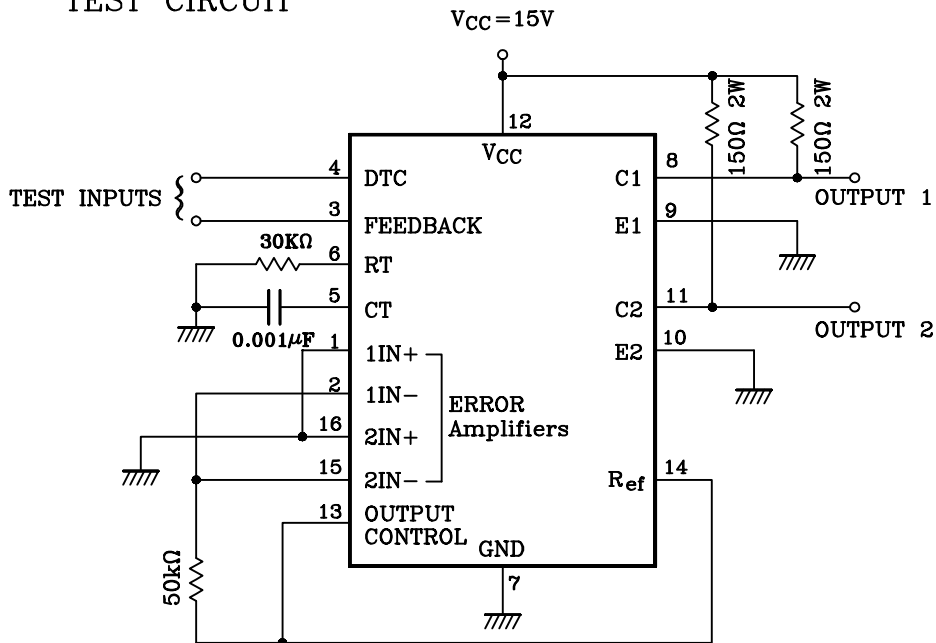 TEST CIRCUIT
VCC=15V
12
VCC
150Ω 2W
150Ω 2W
4
DTC
TEST INPUTS
3
FEEDBACK
30KΩ
6
RT
5
CT
0.001μF
1
1IN+
2
1IN-
16
2IN+
15
2IN-
ERROR
Amplifiers
13
OUTPUT
CONTROL
50kΩ
GND
7
8
C1
OUTPUT 1
9
E1
11
C2
OUTPUT 2
10
E2
14
Ref